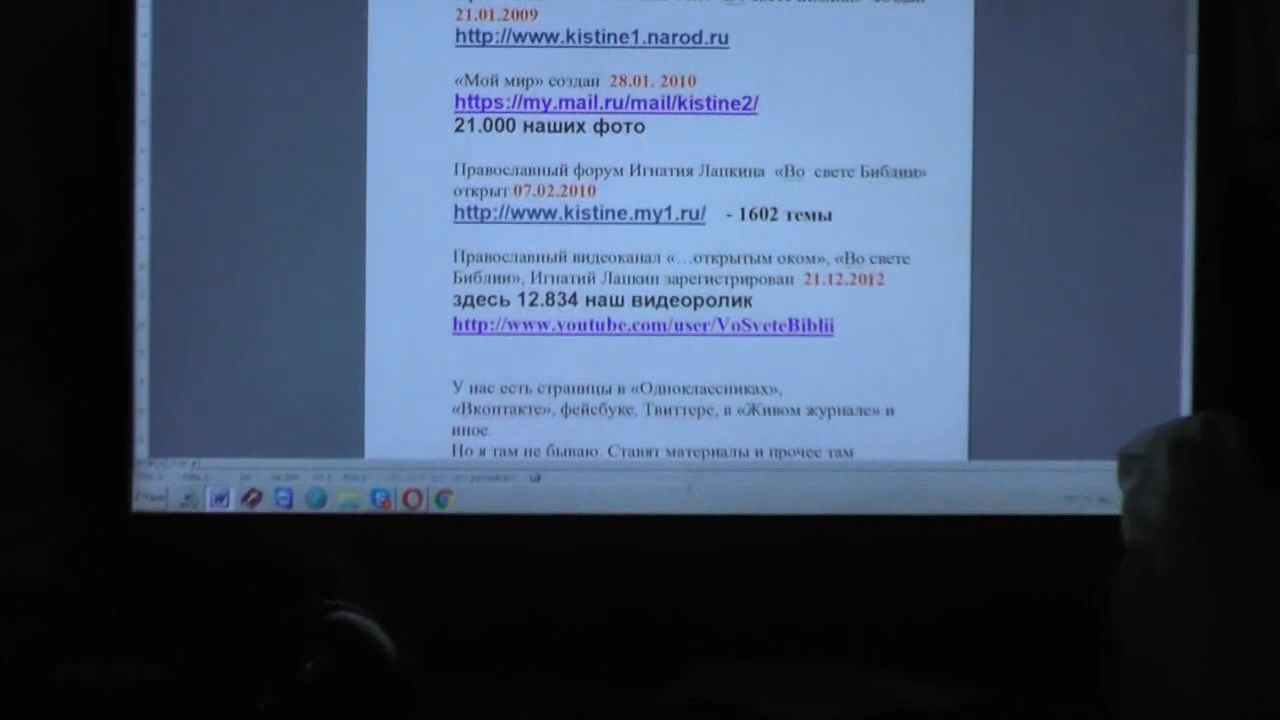 21.01.2009
http://www.kistine1.narod.ru
«Мой мир» создан 28.01. 2010
https://my.mail.ru/mail/kistine2/
21.000 наших фото
Православный форум Игнатия Лапкина «Во свете Библии»
открыт 07.02.2010
http://www.kistine.my1.ru/ - 1602 темы
Православный видеоканал «…открытым оком», «Во свете
Библии», Игнатий Лапкин зарегистрирован 21.12.2012
здесь 12.834 наш видеоролик
http://www.youtube.com/user/VoSveteBiblii
У нас есть страницы в «Одноклассниках»,
«Вконтакте», фейсбуке, Твиттере, в «Живом журнале» и
иное.
Но я там не бываю. Ставят материалы и прочее там